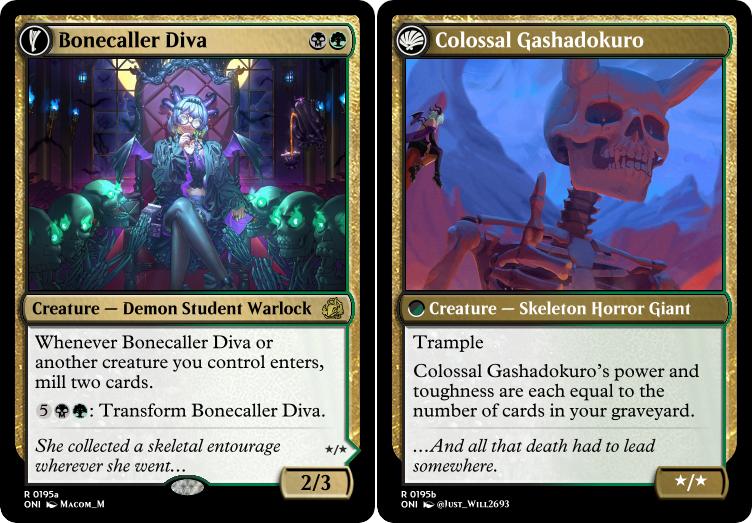 Bonecaller Diva
Creature — Demon Student Warlock
Whenever Bonecaller Diva or
another creature you control enters,
mill two cards.
5: Transform Bonecaller Diva.
She collected a skeletal entourage
wherever she went…
★/★
2/3
R 0195a
ONI Macom_M
Colossal Gashadokuro
Creature — Skeleton Horror Giant
Trample
Colossal Gashadokuro’s power and
toughness are each equal to the
number of cards in your graveyard.
…And all that death had to lead
somewhere.
★/★
R 0195b
ONI @Just_Will2693